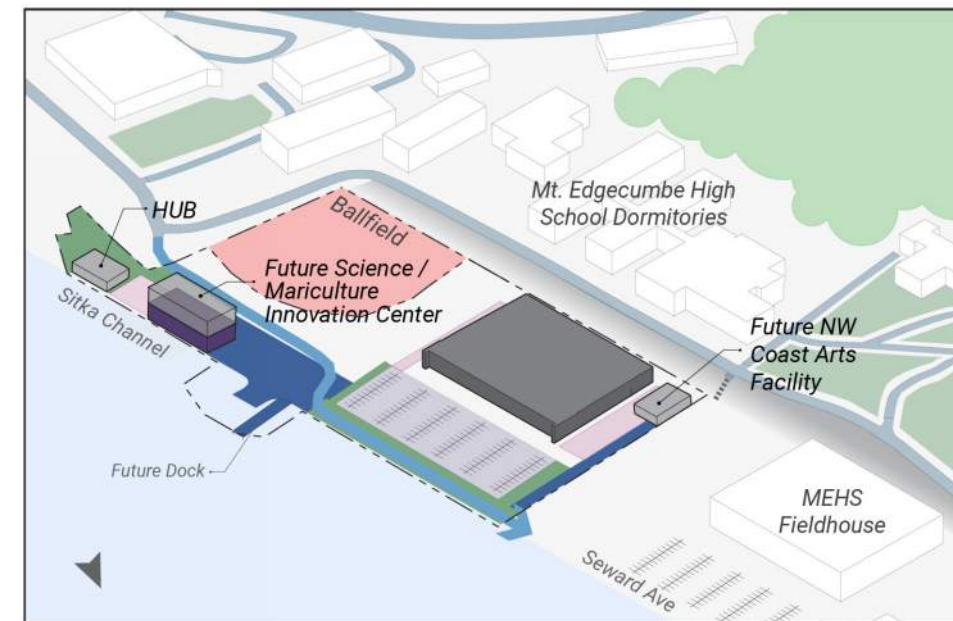 Mt. Edgecumbe High
School Dormitories
HUB
Ballfield
Future Science /
Mariculture
Innovation Center
Sitka Channel
Future NW
Coast Arts
Facility
Future Dock
MEHS
Fieldhouse
Seward Ave